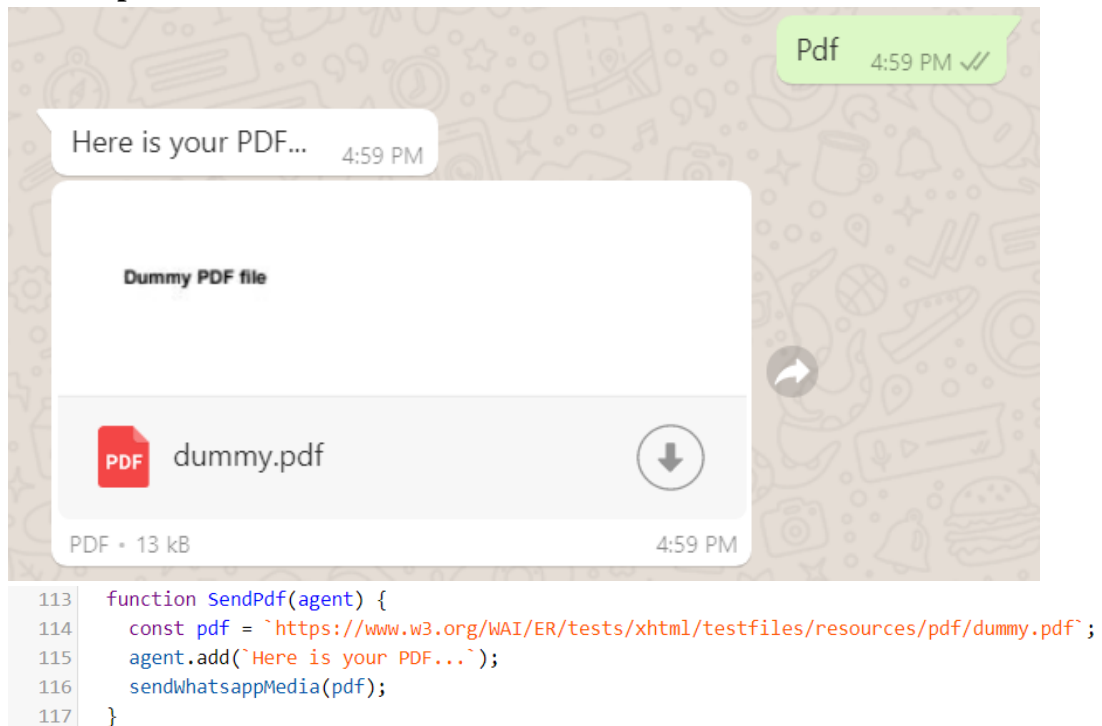 Pdf 4:59 PM
Here is your PDF... 4:59 PM
Dummy PDF file
PDF dummy.pdf
PDF • 13 kB 4:59 PM
113 function SendPdf(agent) {
114 const pdf = `https://www.w3.org/WAI/ER/tests/xhtml/testfiles/resources/pdf/dummy.pdf`;
115 agent.add(`Here is your PDF...`);
116 sendWhatsappMedia(pdf);
117 }